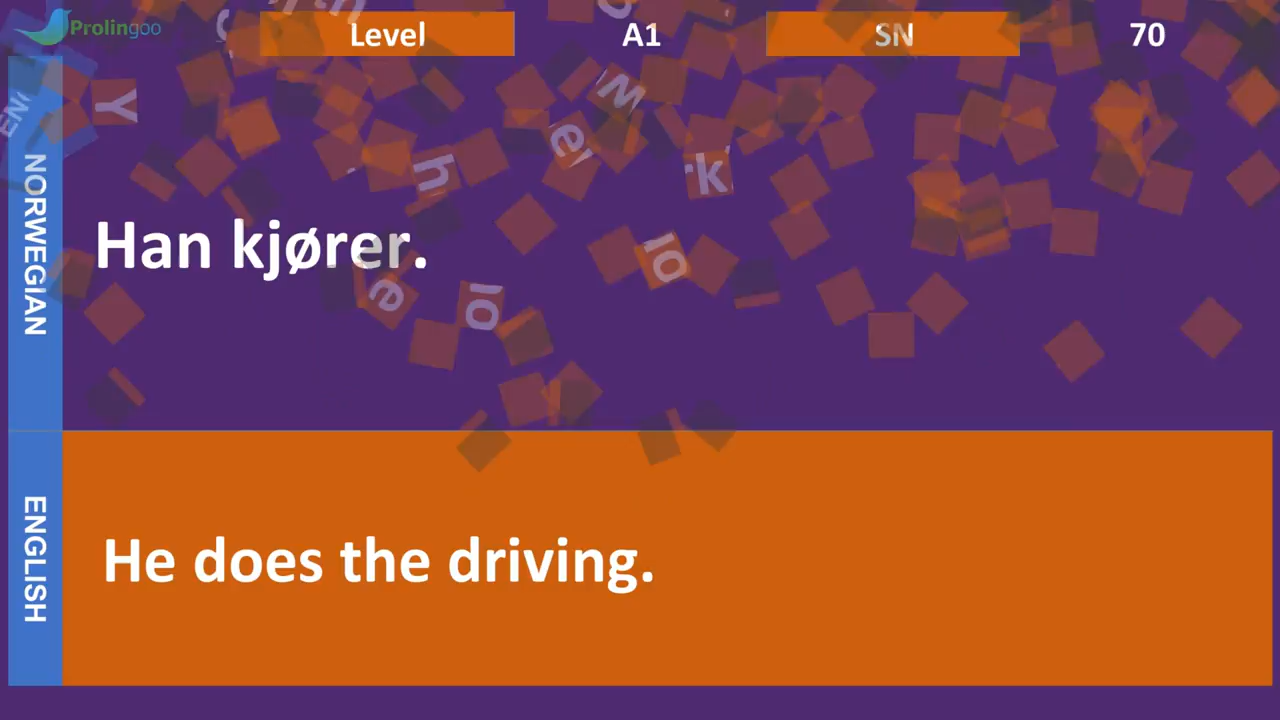 Prolingoo
Level
A1
SN
70
NORWEGIAN
Han kjører.
ENGLISH
He does the driving.